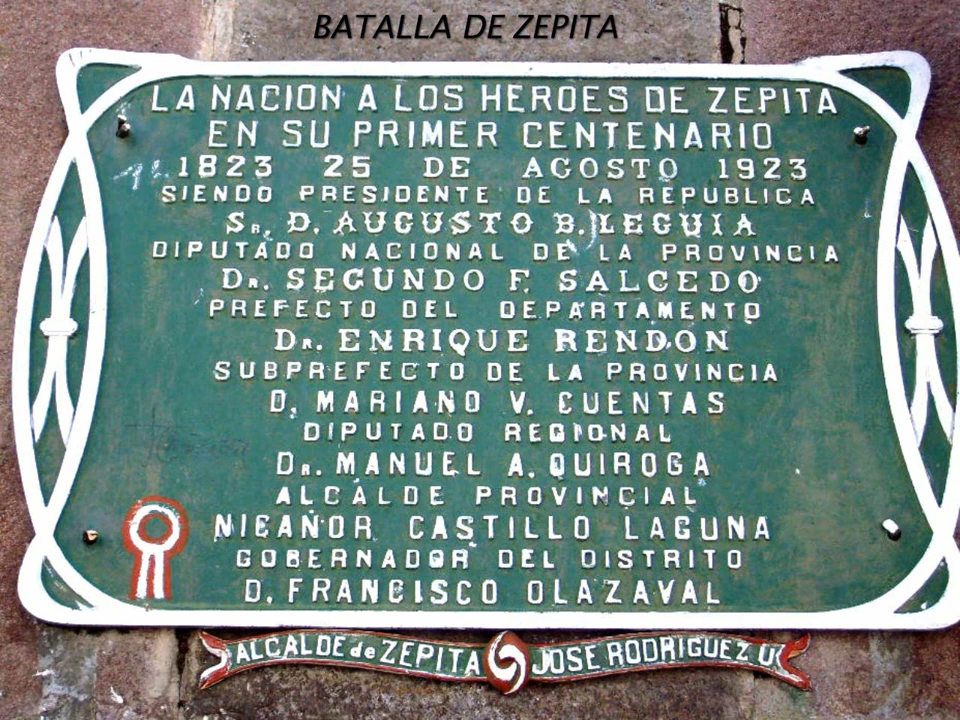 BATALLA DE ZEPITA
LA NACION A LOS HEROES DE ZEPITA
EN SU PRIMER CENTENARIO
1823 25 DE AGOSTO 1923
SIENDO PRESIDENTE DE LA REPUBLICA
SR. D. AUGUSTO B. LEGUIA
DIPUTADO NACIONAL DE LA PROVINCIA
DR. SEGUNDO F. SALCEDO
PREFECTO DEL DEPARTAMENTO
DR. ENRIQUE RENDON
SUBPREFECTO DE LA PROVINCIA
D. MARIANO V. CUENTAS
DIPUTADO REGIONAL
DR. MANUEL A. QUIROGA
ALCALDE PROVINCIAL
NICANOR CASTILLO LAGUNA
GOBERNADOR DEL DISTRITO
D. FRANCISCO OLAZAVAL
ALCALDE de ZEPITA JOSE RODRIGUEZ U